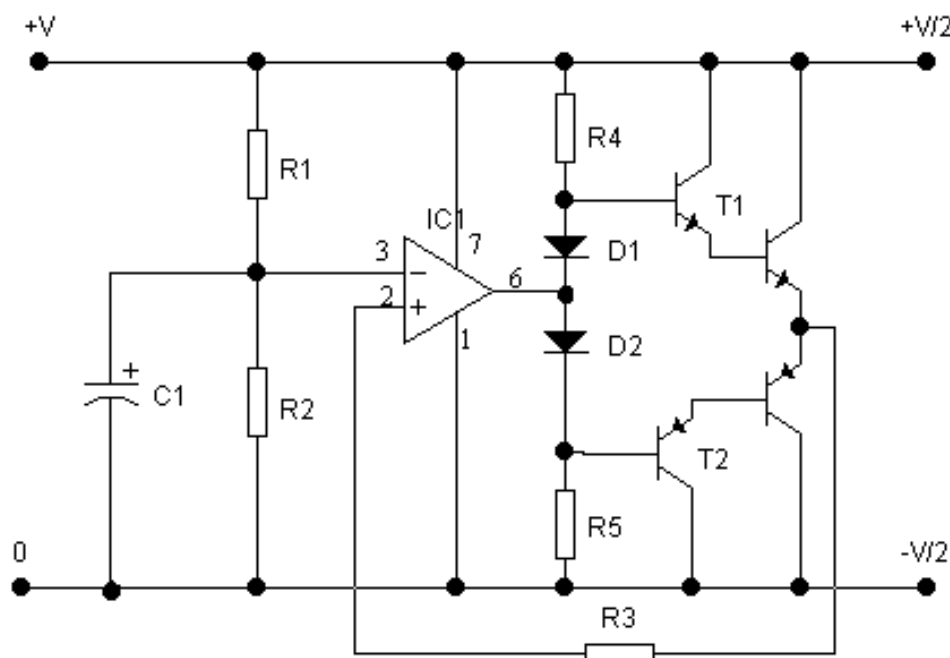 +V
+V/2
R1
R4
IC1
T1
7
D1
3
−
6
2
+
1
D2
+
C1
R2
T2
R5
0
-V/2
R3